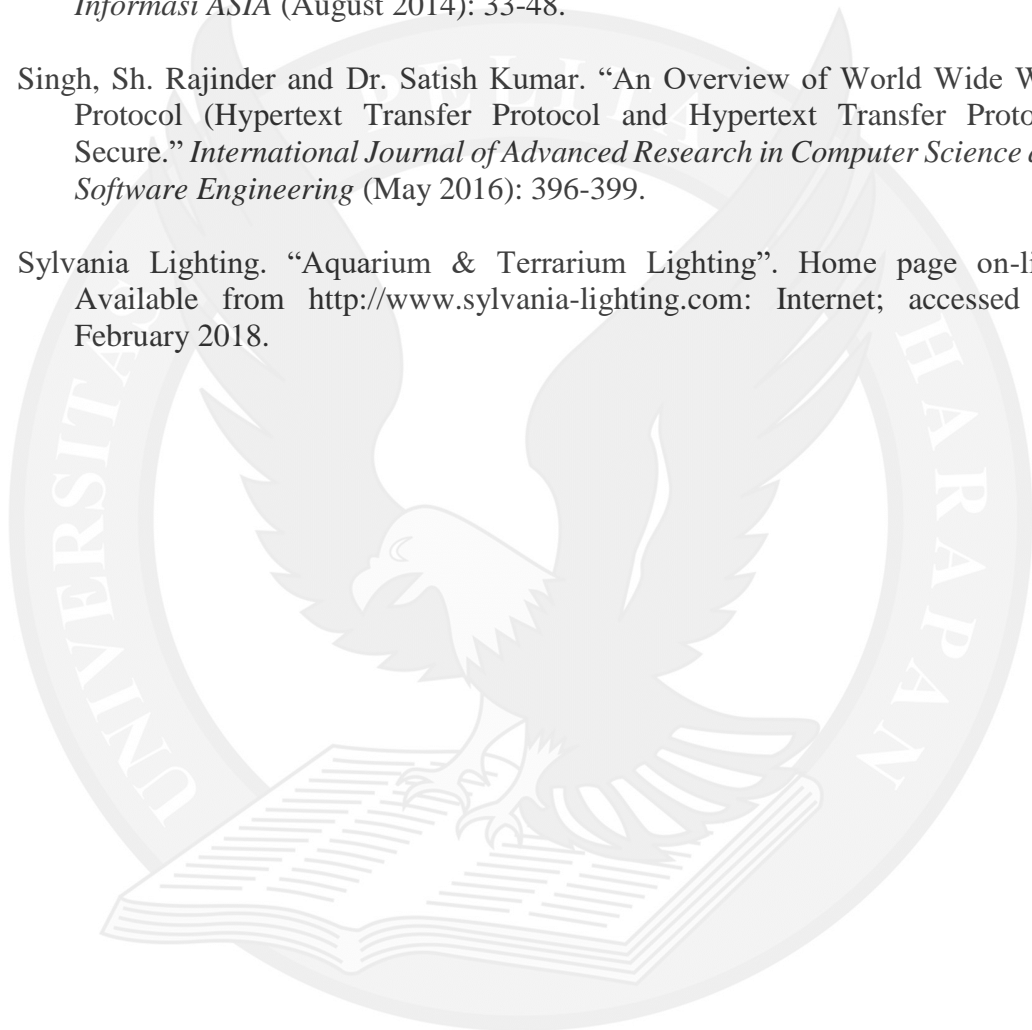 Informasi ASIA (August 2014): 33-48.
Singh, Sh. Rajinder and Dr. Satish Kumar. “An Overview of World Wide W
Protocol (Hypertext Transfer Protocol and Hypertext Transfer Proto
Secure.” International Journal of Advanced Research in Computer Science a
Software Engineering (May 2016): 396-399.
Sylvania Lighting. “Aquarium & Terrarium Lighting”. Home page on-li
Available from http://www.sylvania-lighting.com: Internet; accessed
February 2018.
UNIVERSITAS PELITA HARAPAN